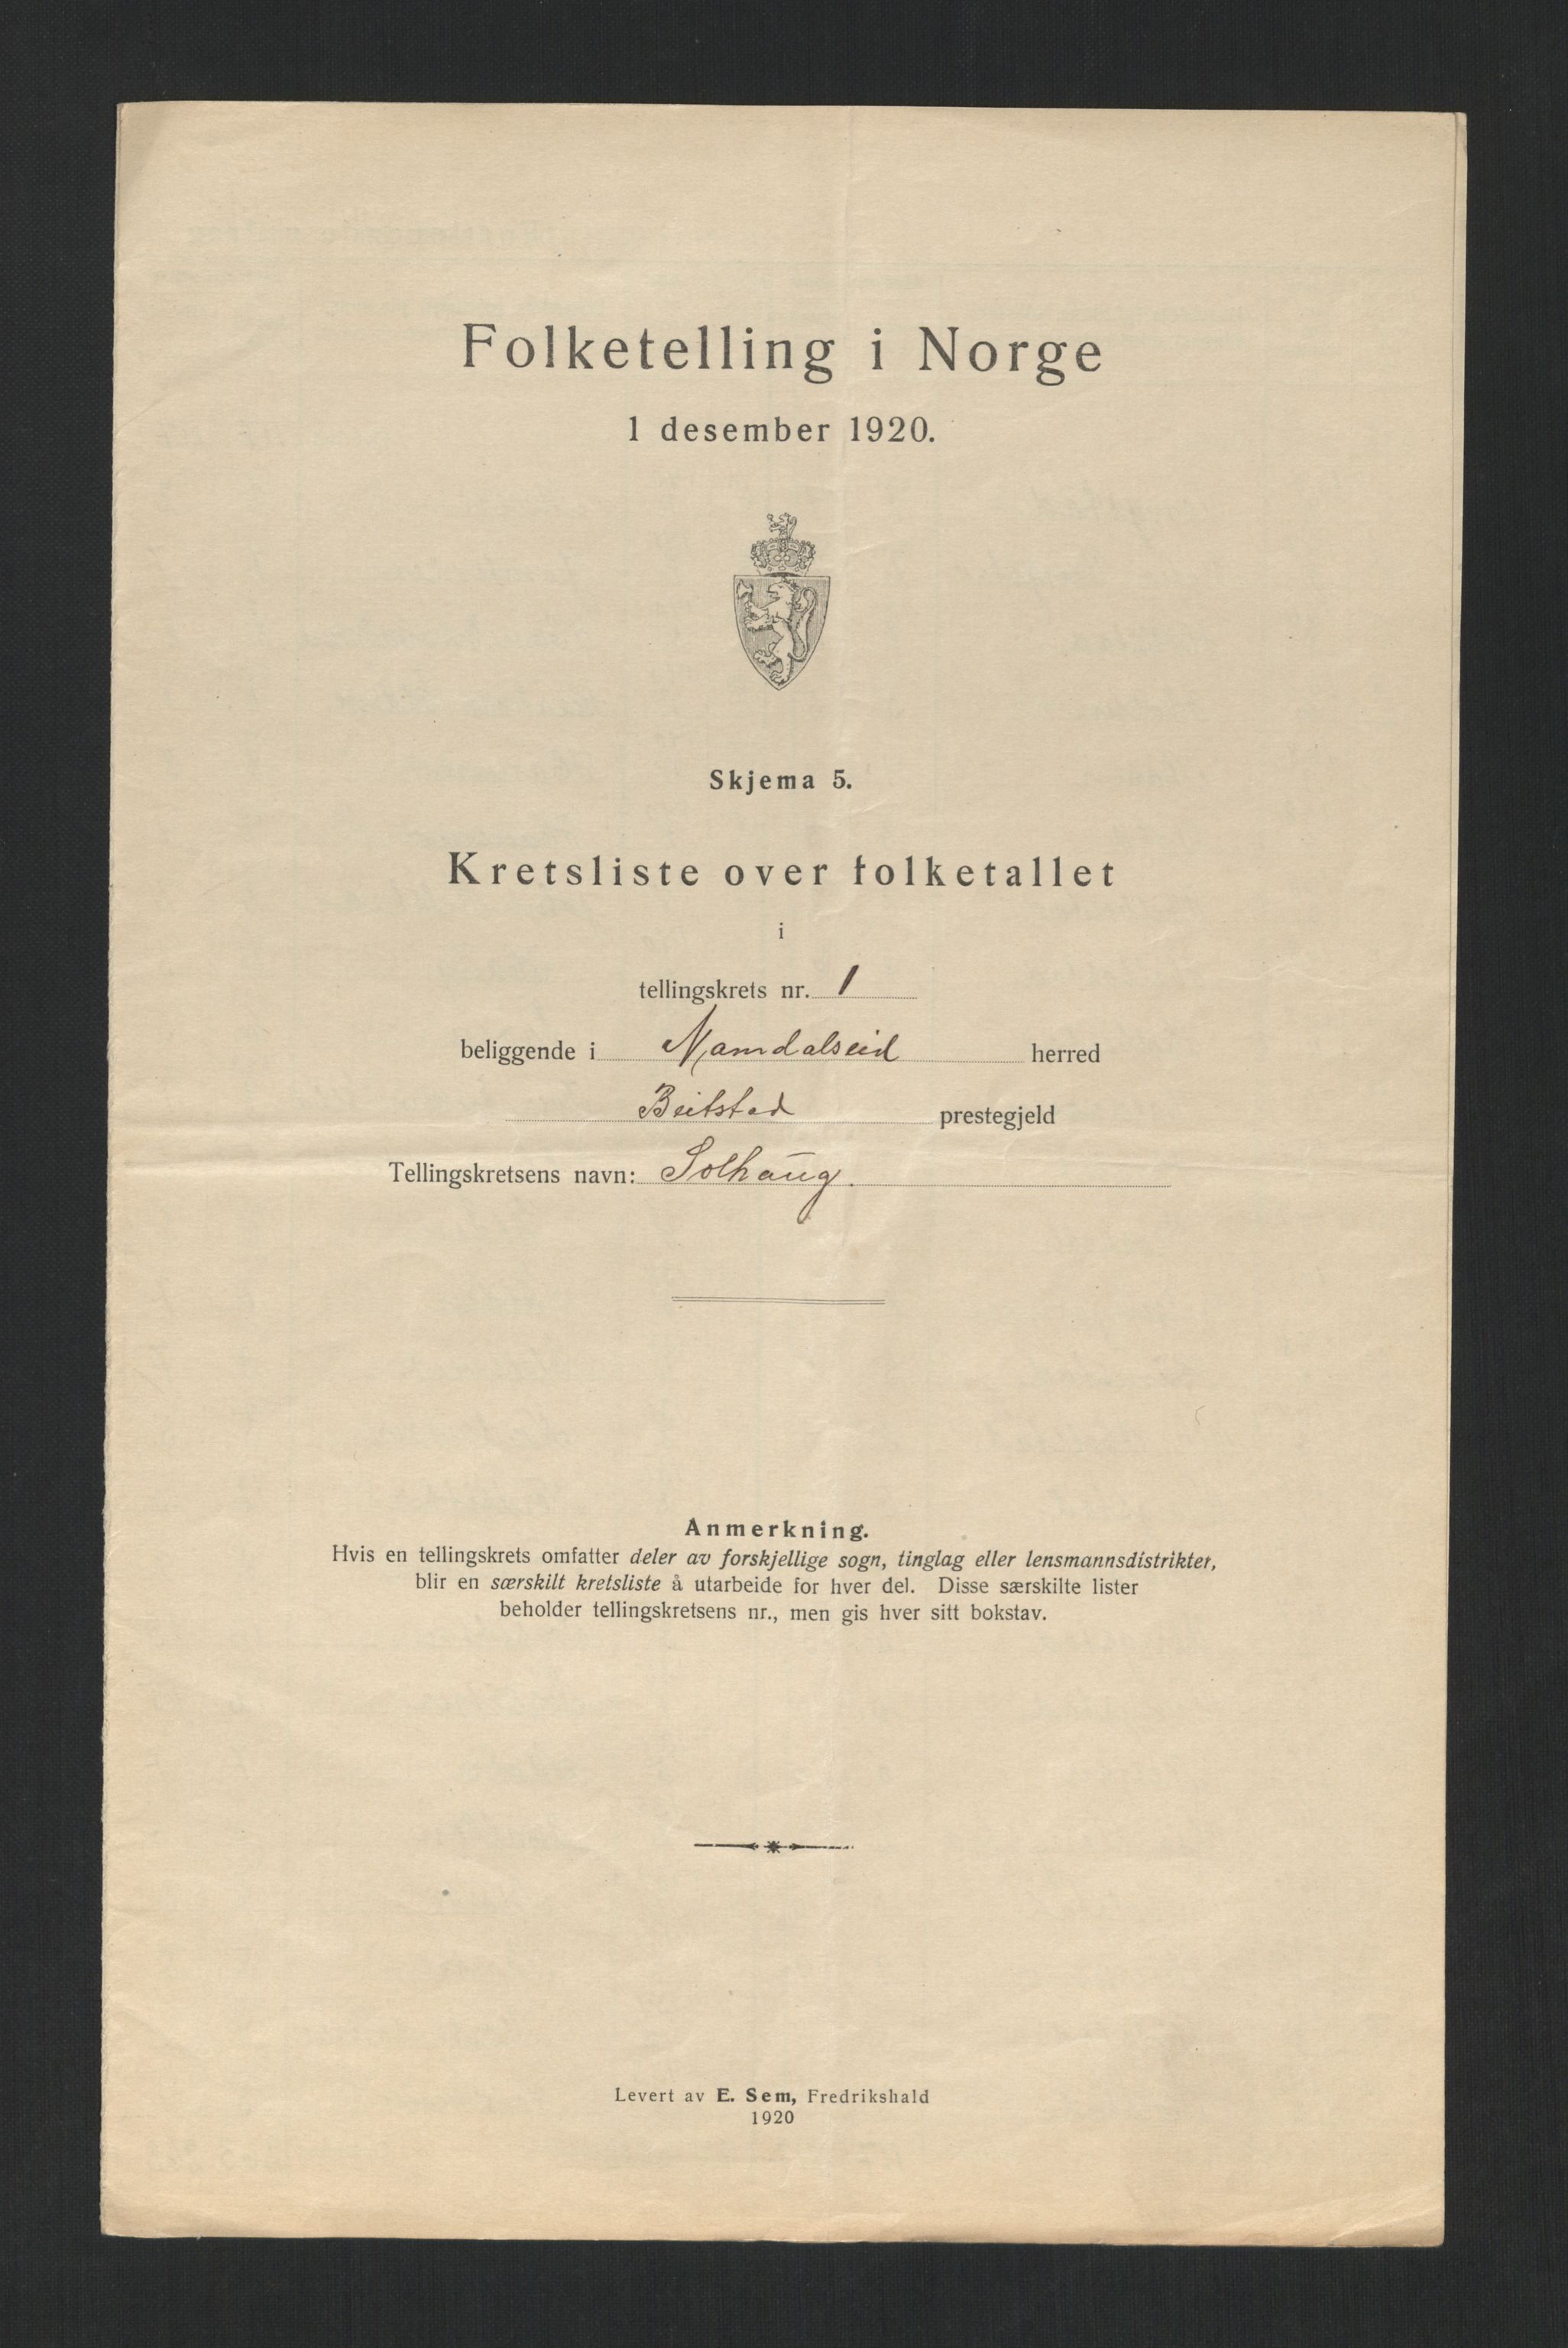 Folketelling i Norge
1 desember 1920.
Skjema 5.
Kretsliste over folketallet
i
tellingskrets nr. 1
beliggende i Namdalseid herred
Beitstad prestegjeld
Tellingskretsens navn: Solhaug.
Anmerkning.
Hvis en tellingskrets omfatter deler av forskjellige sogn, tinglag eller lensmannsdistrikter,
blir en særskilt kretsliste å utarbeide for hver del. Disse særskilte lister
beholder tellingskretsens nr., men gis hver sitt bokstav.
Levert av E. Sem, Fredrikshald
1920